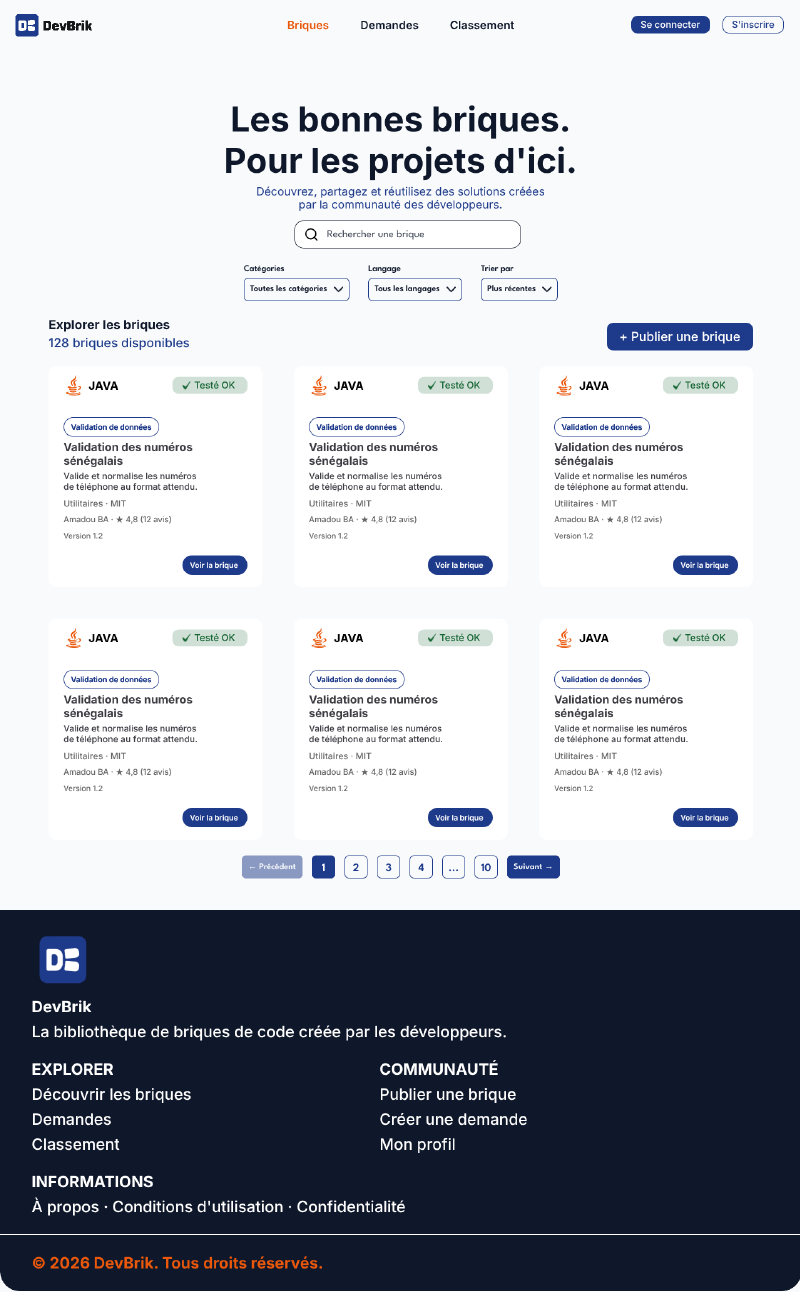 DevBrik
Briques
Demandes
Classement
Se connecter
S'inscrire
Les bonnes briques.
Pour les projets d'ici.
Découvrez, partagez et réutilisez des solutions créées
par la communauté des développeurs.
Rechercher une brique
Catégories
Langage
Trier par
Toutes les catégories
Tous les langages
Plus récentes
Explorer les briques
128 briques disponibles
+ Publier une brique
JAVA
✓ Testé OK
Validation de données
Validation des numéros
sénégalais
Valide et normalise les numéros
de téléphone au format attendu.
Utilitaires · MIT
Amadou BA · ★ 4,8 (12 avis)
Version 1.2
Voir la brique
JAVA
✓ Testé OK
Validation de données
Validation des numéros
sénégalais
Valide et normalise les numéros
de téléphone au format attendu.
Utilitaires · MIT
Amadou BA · ★ 4,8 (12 avis)
Version 1.2
Voir la brique
JAVA
✓ Testé OK
Validation de données
Validation des numéros
sénégalais
Valide et normalise les numéros
de téléphone au format attendu.
Utilitaires · MIT
Amadou BA · ★ 4,8 (12 avis)
Version 1.2
Voir la brique
JAVA
✓ Testé OK
Validation de données
Validation des numéros
sénégalais
Valide et normalise les numéros
de téléphone au format attendu.
Utilitaires · MIT
Amadou BA · ★ 4,8 (12 avis)
Version 1.2
Voir la brique
JAVA
✓ Testé OK
Validation de données
Validation des numéros
sénégalais
Valide et normalise les numéros
de téléphone au format attendu.
Utilitaires · MIT
Amadou BA · ★ 4,8 (12 avis)
Version 1.2
Voir la brique
JAVA
✓ Testé OK
Validation de données
Validation des numéros
sénégalais
Valide et normalise les numéros
de téléphone au format attendu.
Utilitaires · MIT
Amadou BA · ★ 4,8 (12 avis)
Version 1.2
Voir la brique
← Précédent 1 2 3 4 ... 10 Suivant →
DevBrik
La bibliothèque de briques de code créée par les développeurs.
EXPLORER
Découvrir les briques
Demandes
Classement
COMMUNAUTÉ
Publier une brique
Créer une demande
Mon profil
INFORMATIONS
À propos · Conditions d'utilisation · Confidentialité
© 2026 DevBrik. Tous droits réservés.